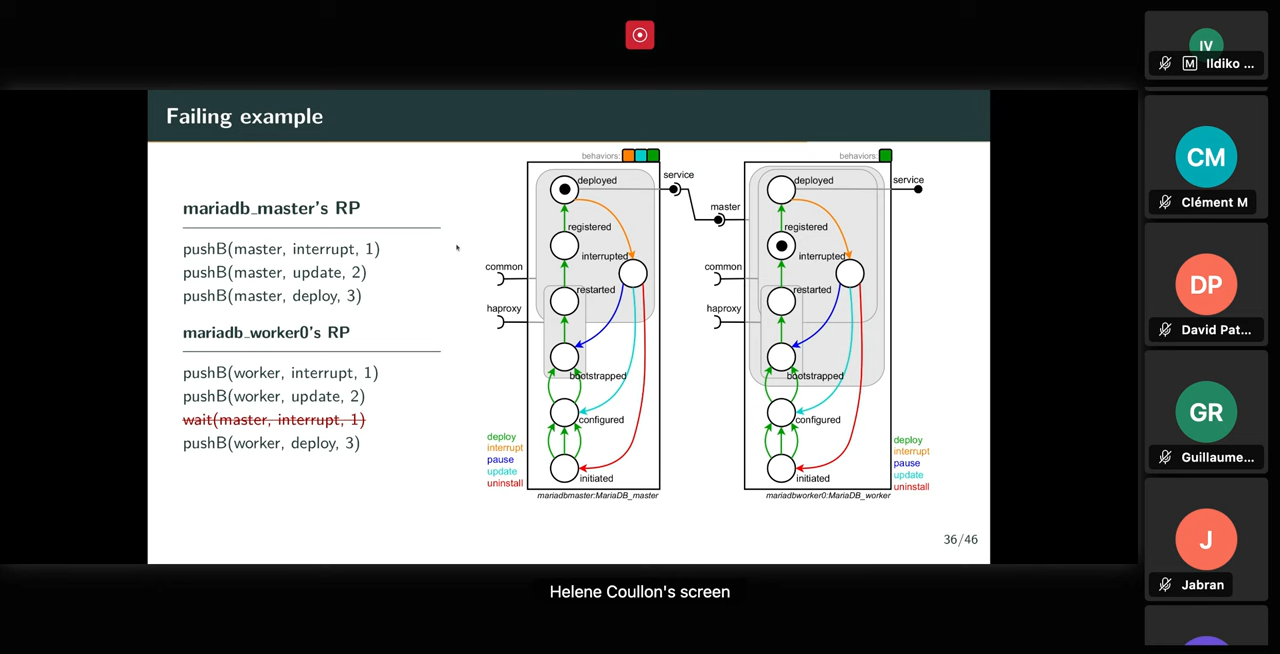 Failing example
mariadb_master's RP
pushB(master, interrupt, 1)
pushB(master, update, 2)
pushB(master, deploy, 3)
mariadb_worker0's RP
pushB(worker, interrupt, 1)
pushB(worker, update, 2)
wait(master, interrupt, 1)
pushB(worker, deploy, 3)
behaviors:
deployed
service
registered
interrupted
common
restarted
haproxy
bootstrapped
configured
deploy
interrupt
pause
update
uninstall
initiated
mariadbmaster:MariaDB_master
behaviors:
deployed
service
master
registered
interrupted
common
restarted
haproxy
bootstrapped
configured
deploy
interrupt
pause
update
uninstall
initiated
mariadbworker0:MariaDB_worker
36/46
Helene Coullon's screen
IV
M Ildiko ...
CM
Clément M
DP
David Pat...
GR
Guillaume...
J
Jabran